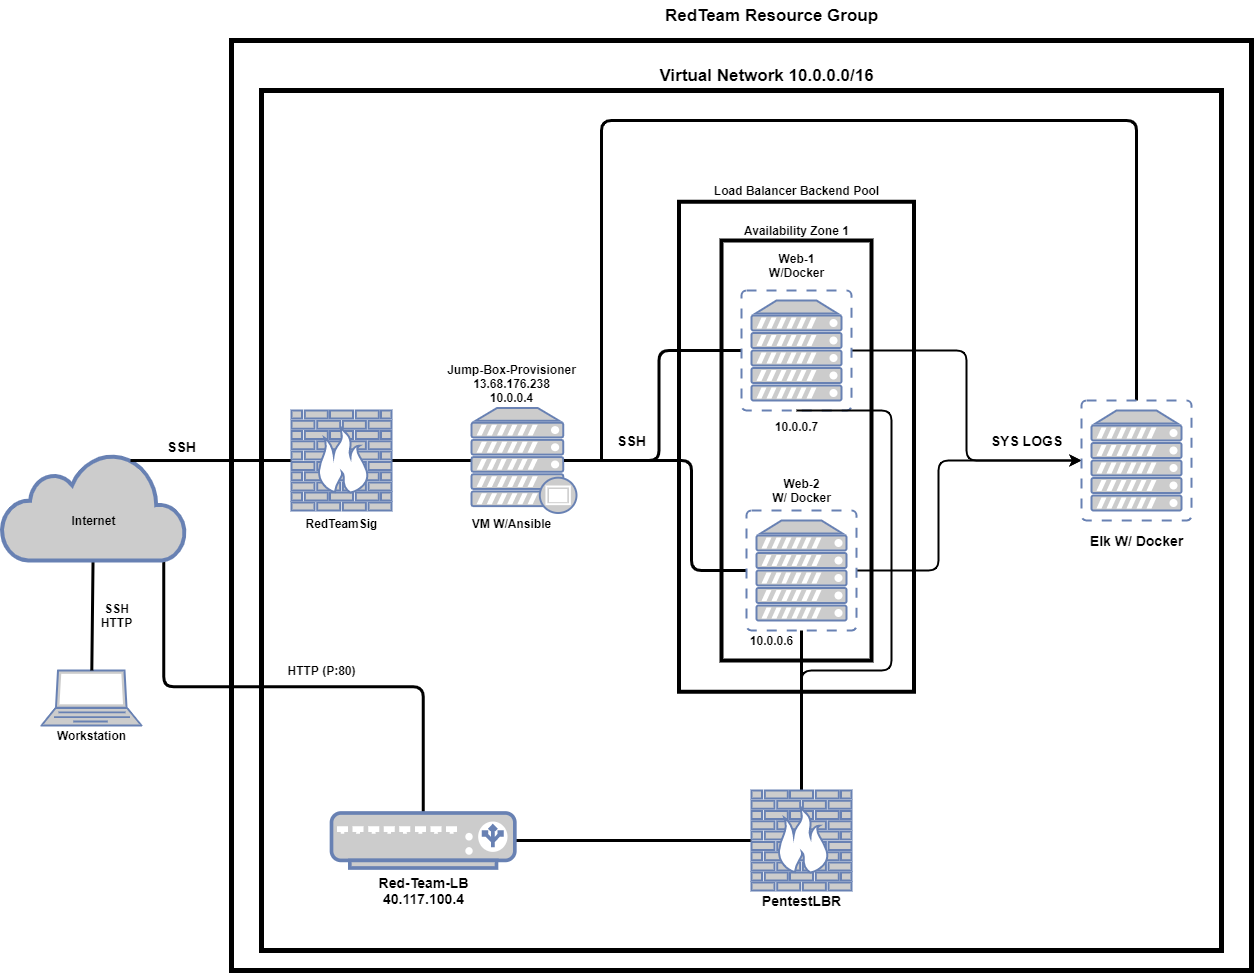 RedTeam Resource Group
Virtual Network 10.0.0.0/16
Load Balancer Backend Pool
Availability Zone 1
Web-1
W/Docker
Jump-Box-Provisioner
13.68.176.238
10.0.0.4
10.0.0.7
SSH
SSH
SYS LOGS
Web-2
W/ Docker
Internet
RedTeamSig
VM W/Ansible
Elk W/ Docker
SSH
HTTP
10.0.0.6
HTTP (P:80)
Workstation
Red-Team-LB
40.117.100.4
PentestLBR